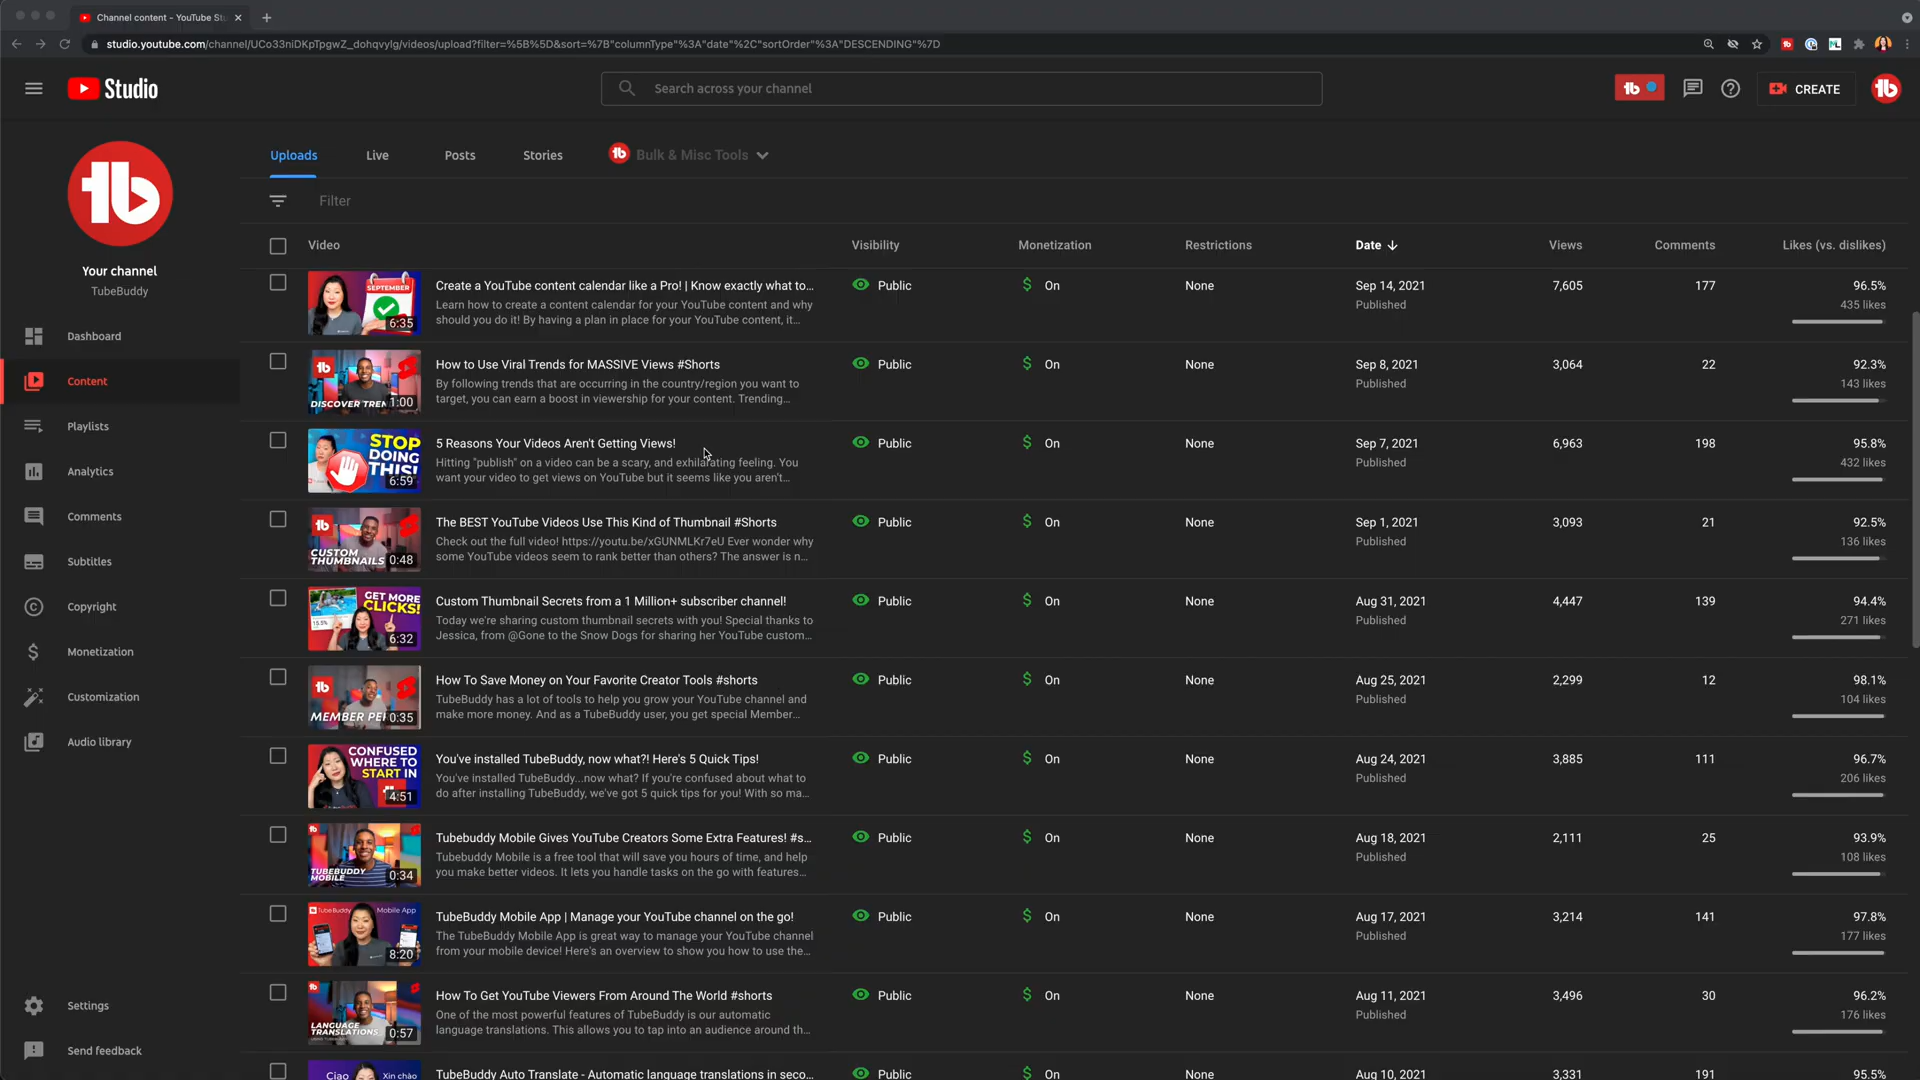 Channel content - YouTube St
studio.youtube.com/channel/UCo33niDKpTpgwZ_dohqvylg/videos/upload?filter=%5B%5D&sort=%7B"columnType"%3A"date"%2C"sortOrder"%3A"DESCENDING"%7D
Studio
Search across your channel
CREATE
Your channel
TubeBuddy
Dashboard
Content
Playlists
Analytics
Comments
Subtitles
Copyright
Monetization
Customization
Audio library
Settings
Send feedback
Uploads Live Posts Stories Bulk & Misc Tools
Filter
Video Visibility Monetization Restrictions Date Views Comments Likes (vs. dislikes)
SEPTEMBER
6:35
Create a YouTube content calendar like a Pro! | Know exactly what to...
Learn how to create a content calendar for your YouTube content and why
should you do it! By having a plan in place for your YouTube content, it...
Public On None Sep 14, 2021 7,605 177 96.5%
Published 435 likes
DISCOVER TREN
1:00
How to Use Viral Trends for MASSIVE Views #Shorts
By following trends that are occurring in the country/region you want to
target, you can earn a boost in viewership for your content. Trending...
Public On None Sep 8, 2021 3,064 22 92.3%
Published 143 likes
STOP
DOING
THIS!
6:59
5 Reasons Your Videos Aren't Getting Views!
Hitting "publish" on a video can be a scary, and exhilarating feeling. You
want your video to get views on YouTube but it seems like you aren't...
Public On None Sep 7, 2021 6,963 198 95.8%
Published 432 likes
CUSTOM
THUMBNAILS
0:48
The BEST YouTube Videos Use This Kind of Thumbnail #Shorts
Check out the full video! https://youtu.be/xGUNMLKr7eU Ever wonder why
some YouTube videos seem to rank better than others? The answer is n...
Public On None Sep 1, 2021 3,093 21 92.5%
Published 136 likes
GET MORE
CLICKS!
15.5%
6:32
Custom Thumbnail Secrets from a 1 Million+ subscriber channel!
Today we're sharing custom thumbnail secrets with you! Special thanks to
Jessica, from @Gone to the Snow Dogs for sharing her YouTube custom...
Public On None Aug 31, 2021 4,447 139 94.4%
Published 271 likes
MEMBER PE
0:35
How To Save Money on Your Favorite Creator Tools #shorts
TubeBuddy has a lot of tools to help you grow your YouTube channel and
make more money. And as a TubeBuddy user, you get special Member...
Public On None Aug 25, 2021 2,299 12 98.1%
Published 104 likes
CONFUSED
WHERE TO
START IN
4:51
You've installed TubeBuddy, now what?! Here's 5 Quick Tips!
You've installed TubeBuddy...now what? If you're confused about what to
do after installing TubeBuddy, we've got 5 quick tips for you! With so ma...
Public On None Aug 24, 2021 3,885 111 96.7%
Published 206 likes
TUBEBUDDY
MOBILE
0:34
Tubebuddy Mobile Gives YouTube Creators Some Extra Features! #s...
Tubebuddy Mobile is a free tool that will save you hours of time, and help
you make better videos. It lets you handle tasks on the go with features...
Public On None Aug 18, 2021 2,111 25 93.9%
Published 108 likes
TubeBuddy Mobile App
8:20
TubeBuddy Mobile App | Manage your YouTube channel on the go!
The TubeBuddy Mobile App is great way to manage your YouTube channel
from your mobile device! Here's an overview to show you how to use the...
Public On None Aug 17, 2021 3,214 141 97.8%
Published 177 likes
LANGUAGE
TRANSLATIONS
0:57
How To Get YouTube Viewers From Around The World #shorts
One of the most powerful features of TubeBuddy is our automatic
language translations. This allows you to tap into an audience around th...
Public On None Aug 11, 2021 3,496 30 96.2%
Published 176 likes
Ciao Xin chào
TubeBuddy Auto Translate - Automatic language translations in seco...
Public On None Aug 10, 2021 3,331 191 95.5%